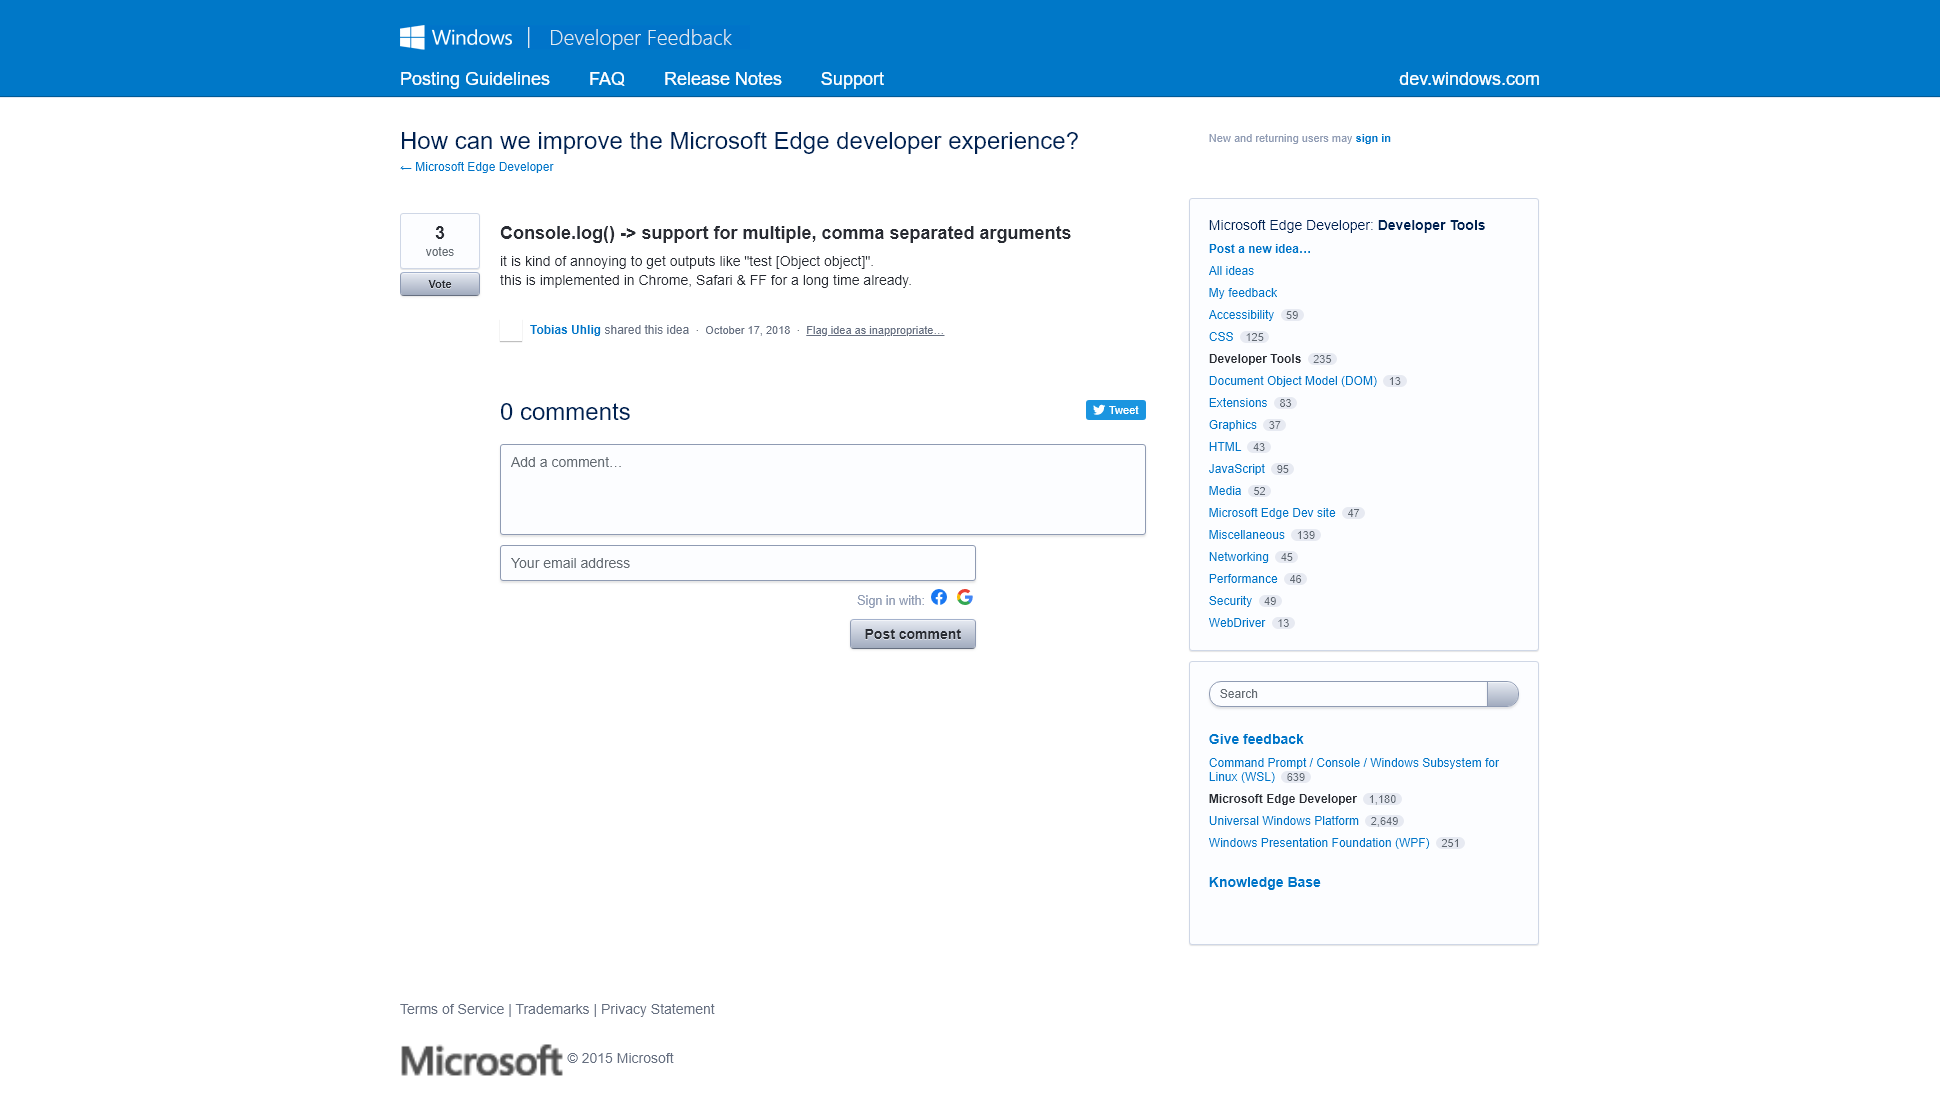 Windows | Developer Feedback
Posting Guidelines FAQ Release Notes Support dev.windows.com
How can we improve the Microsoft Edge developer experience?
← Microsoft Edge Developer
New and returning users may sign in
3
votes
Vote
Console.log() -> support for multiple, comma separated arguments
it is kind of annoying to get outputs like "test [Object object]".
this is implemented in Chrome, Safari & FF for a long time already.
Tobias Uhlig shared this idea · October 17, 2018 · Flag idea as inappropriate…
0 comments
Tweet
Add a comment…
Your email address
Sign in with:
Post comment
Microsoft Edge Developer: Developer Tools
Post a new idea…
All ideas
My feedback
Accessibility 59
CSS 125
Developer Tools 235
Document Object Model (DOM) 13
Extensions 83
Graphics 37
HTML 43
JavaScript 95
Media 52
Microsoft Edge Dev site 47
Miscellaneous 139
Networking 45
Performance 46
Security 49
WebDriver 13
Search
Give feedback
Command Prompt / Console / Windows Subsystem for
Linux (WSL) 639
Microsoft Edge Developer 1,180
Universal Windows Platform 2,649
Windows Presentation Foundation (WPF) 251
Knowledge Base
Terms of Service | Trademarks | Privacy Statement
Microsoft © 2015 Microsoft